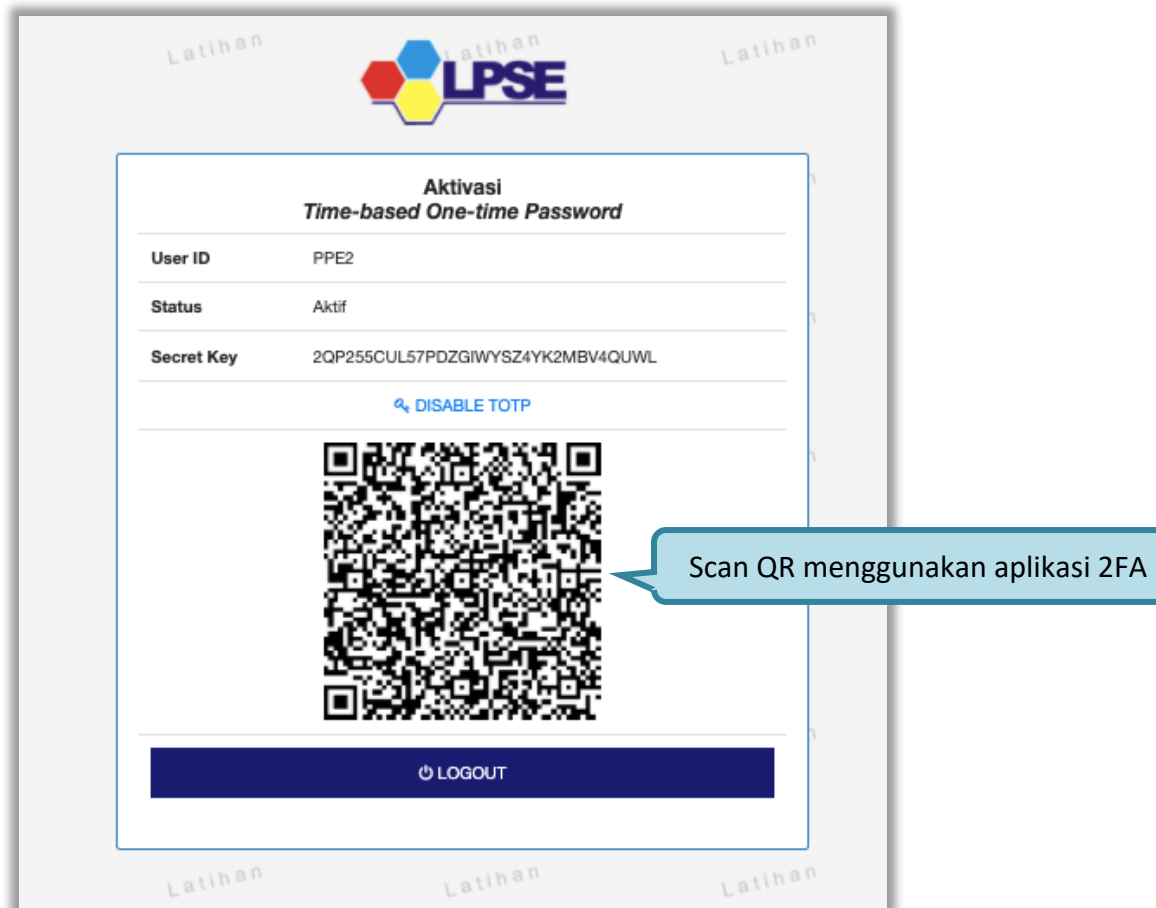 Latihan Latihan Latihan
LPSE
Aktivasi
Time-based One-time Password
User ID PPE2
Status Aktif
Secret Key 2QP255CUL57PDZGIWYSZ4YK2MBV4QUWL
DISABLE TOTP
Scan QR menggunakan aplikasi 2FA
LOGOUT
Latihan Latihan Latihan